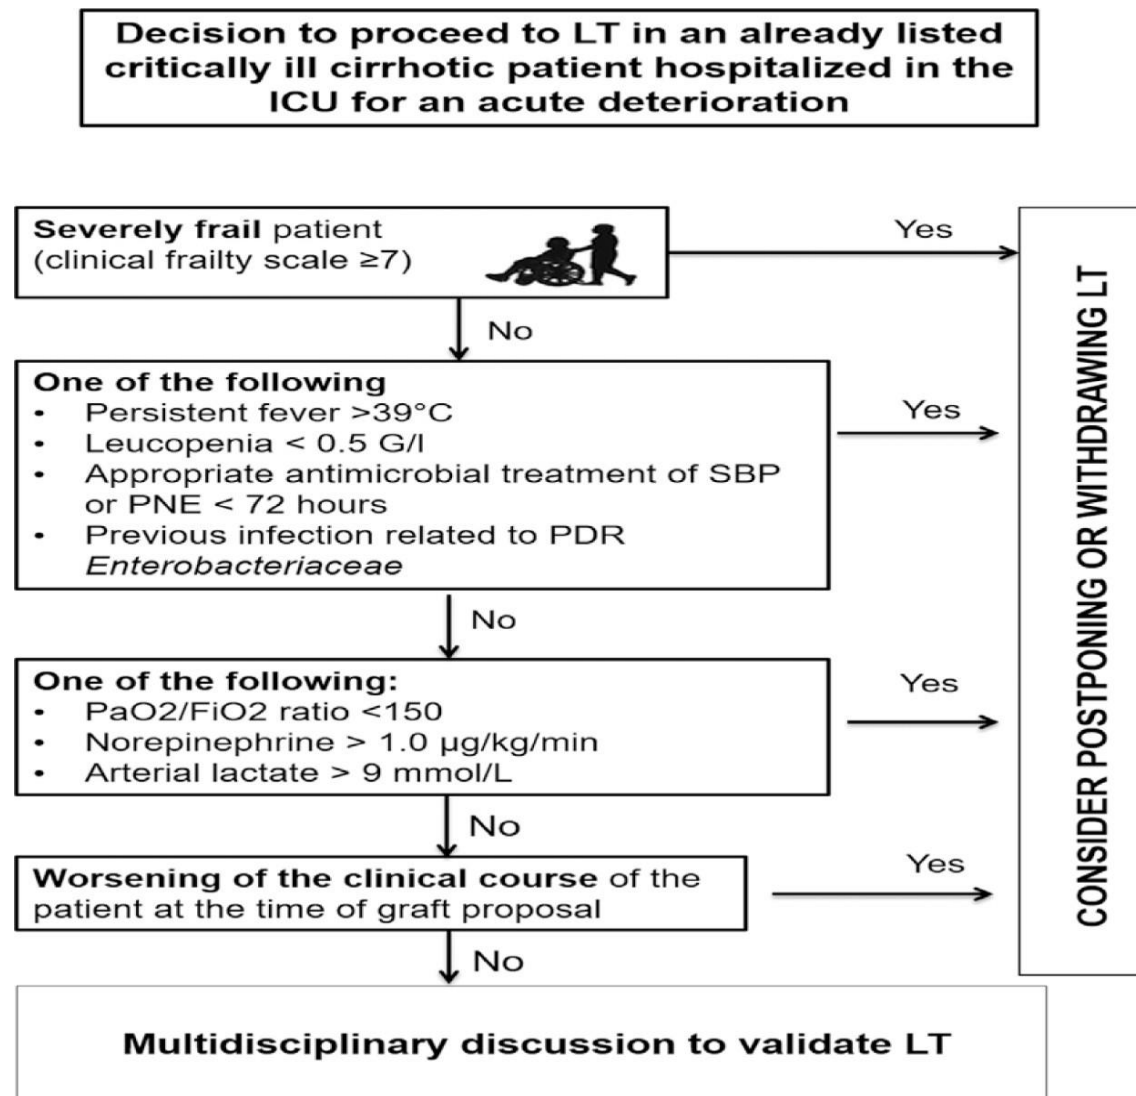 Decision to proceed to LT in an already listed
critically ill cirrhotic patient hospitalized in the
ICU for an acute deterioration
Severely frail patient
(clinical frailty scale ≥7)
Yes
No
One of the following
• Persistent fever >39°C
• Leucopenia < 0.5 G/l
• Appropriate antimicrobial treatment of SBP
or PNE < 72 hours
• Previous infection related to PDR
Enterobacteriaceae
Yes
No
One of the following:
• PaO2/FiO2 ratio <150
• Norepinephrine > 1.0 µg/kg/min
• Arterial lactate > 9 mmol/L
Yes
No
Worsening of the clinical course of the
patient at the time of graft proposal
Yes
No
CONSIDER POSTPONING OR WITHDRAWING LT
Multidisciplinary discussion to validate LT